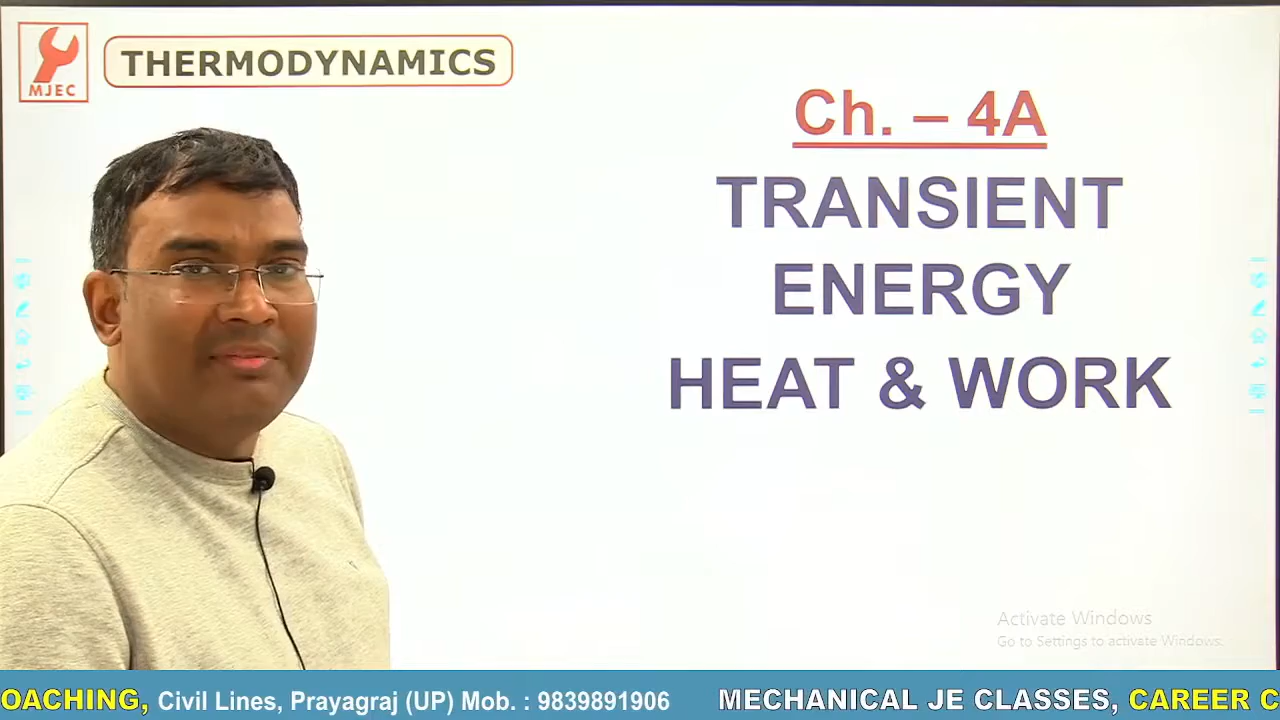 MJEC
THERMODYNAMICS
Ch. – 4A
TRANSIENT
ENERGY
HEAT & WORK
Activate Windows
Go to Settings to activate Windows.
OACHING, Civil Lines, Prayagraj (UP) Mob. : 9839891906 MECHANICAL JE CLASSES, CAREER C